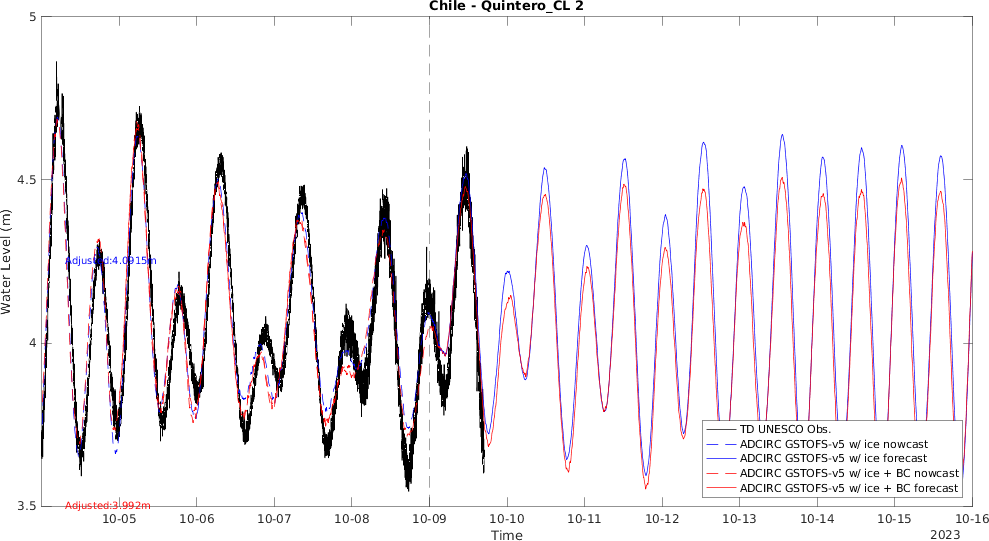 Chile - Quintero_CL 2
5
4.5
4
3.5
Water Level (m)
Adjusted:4.0915m
Adjusted:3.992m
TD UNESCO Obs.
ADCIRC GSTOFS-v5 w/ ice nowcast
ADCIRC GSTOFS-v5 w/ ice forecast
ADCIRC GSTOFS-v5 w/ ice + BC nowcast
ADCIRC GSTOFS-v5 w/ ice + BC forecast
10-05 10-06 10-07 10-08 10-09 10-10 10-11 10-12 10-13 10-14 10-15 10-16
Time
2023